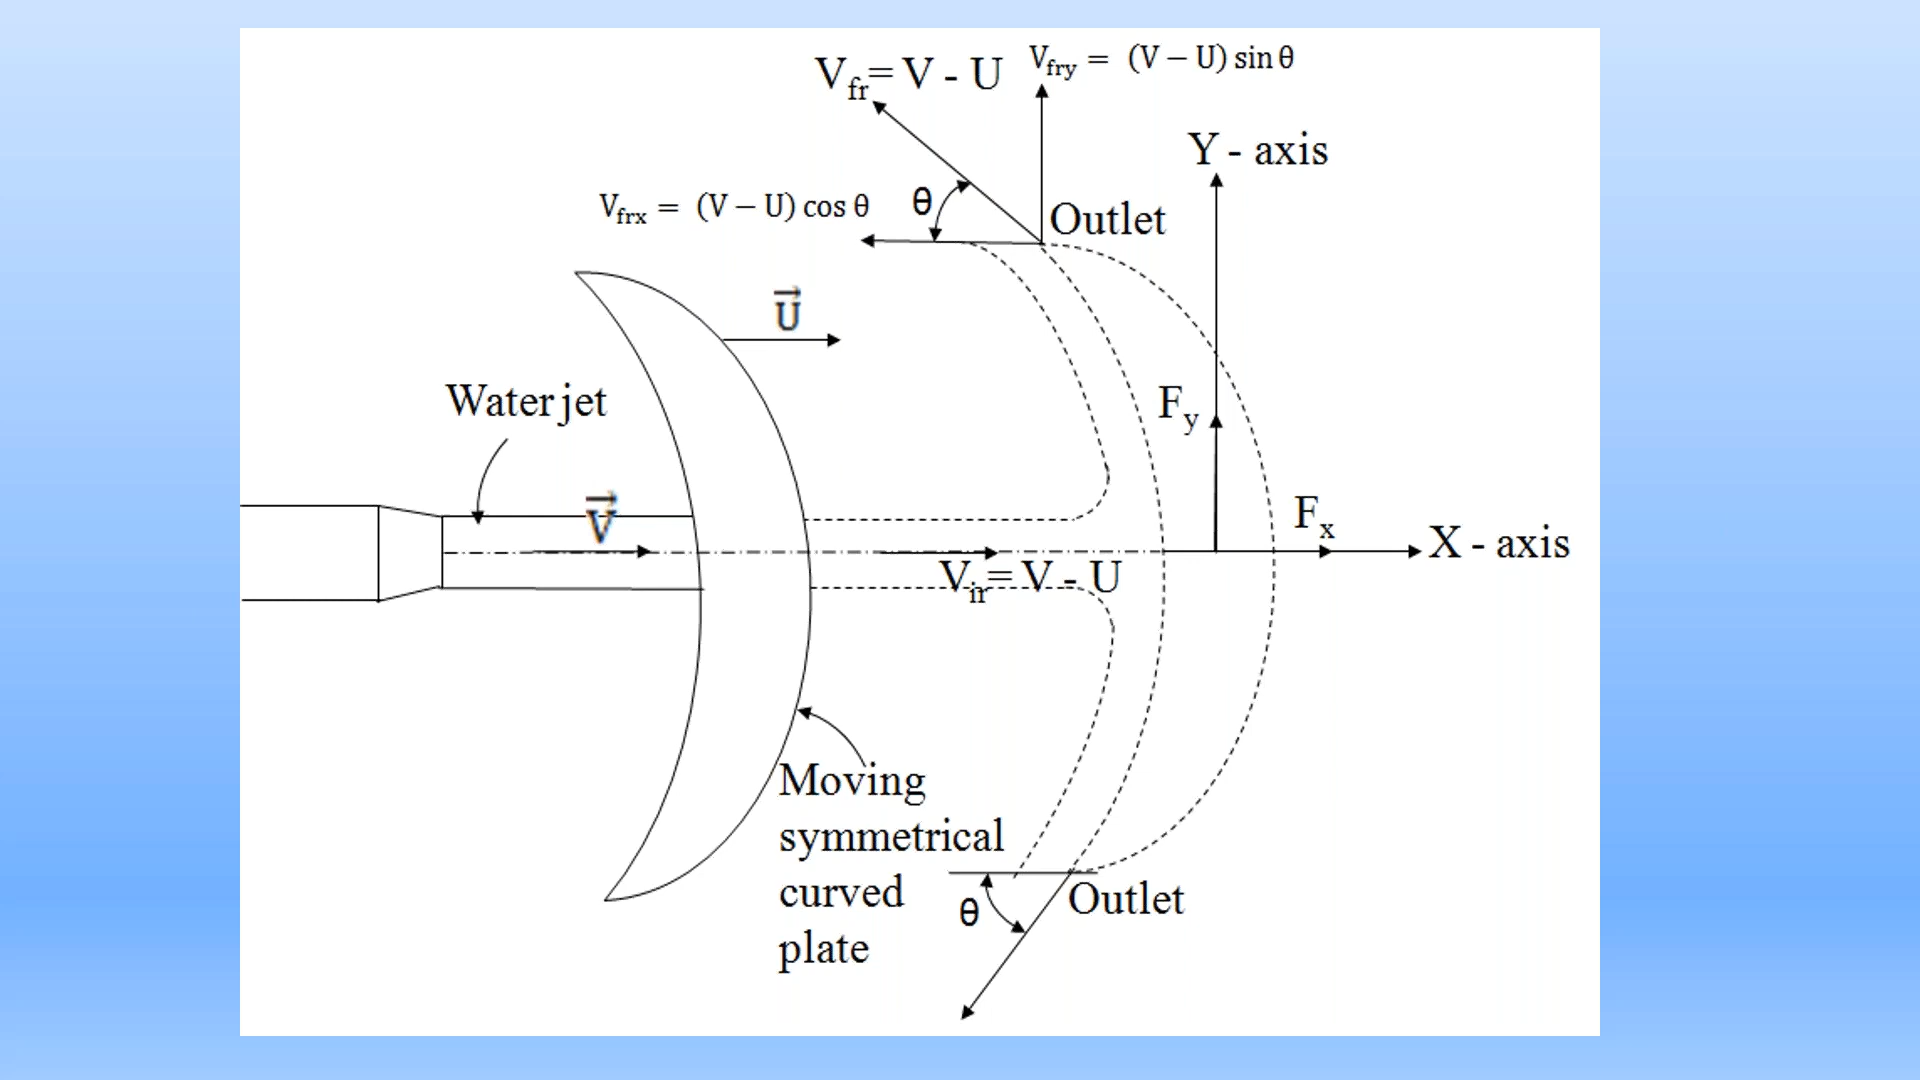 V_fr = V - U
V_fry = (V − U) sin θ
Y - axis
V_frx = (V − U) cos θ
θ
Outlet
U⃗
Water jet
F_y
V⃗
F_x
X - axis
V_ir = V - U
Moving
symmetrical
curved
plate
θ
Outlet